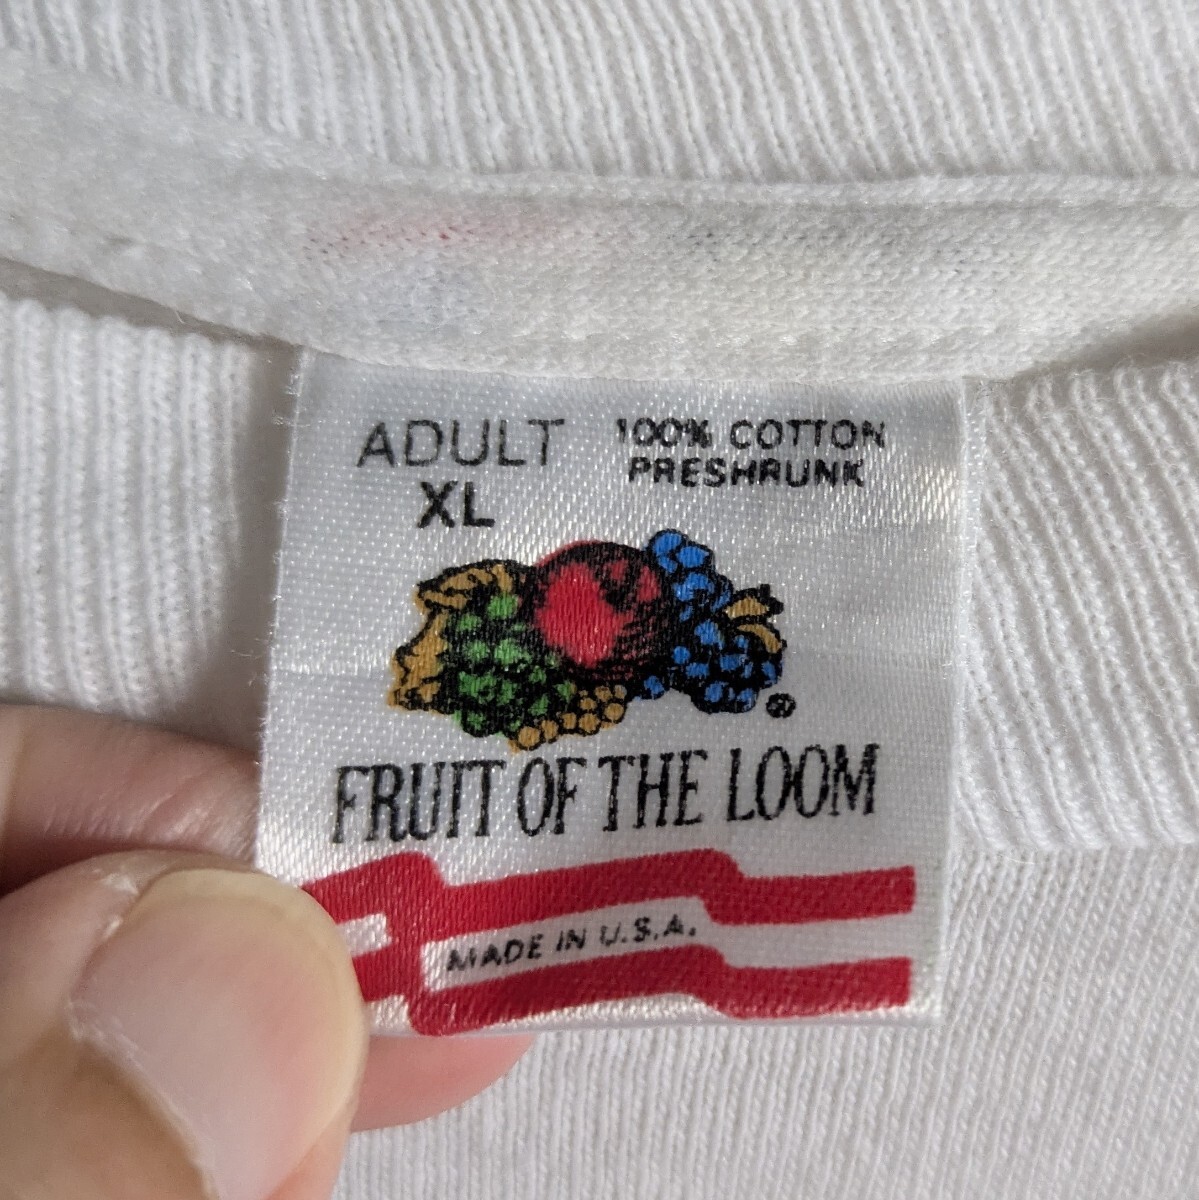 ADULT
XL
100% COTTON
PRESHRUNK
®
FRUIT OF THE LOOM
MADE IN U.S.A.